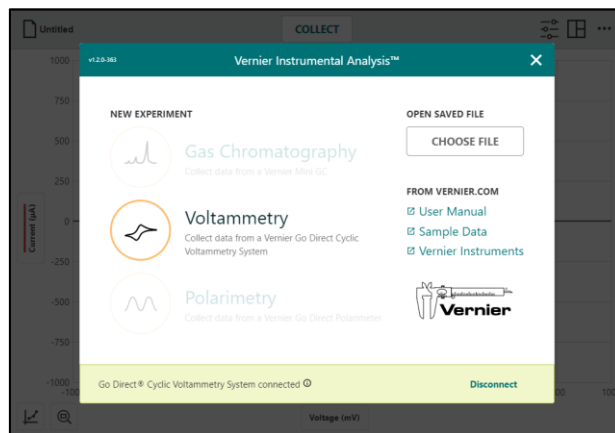 Untitled
COLLECT
v1.2.0-363
Vernier Instrumental Analysis™
NEW EXPERIMENT
Gas Chromatography
Collect data from a Vernier Mini GC
Voltammetry
Collect data from a Vernier Go Direct Cyclic
Voltammetry System
Polarimetry
Collect data from a Vernier Go Direct Polarimeter
OPEN SAVED FILE
CHOOSE FILE
FROM VERNIER.COM
User Manual
Sample Data
Vernier Instruments
Vernier
Go Direct® Cyclic Voltammetry System connected
Disconnect
1000
750
500
250
0
-250
-500
-750
-1000
Current (µA)
Voltage (mV)